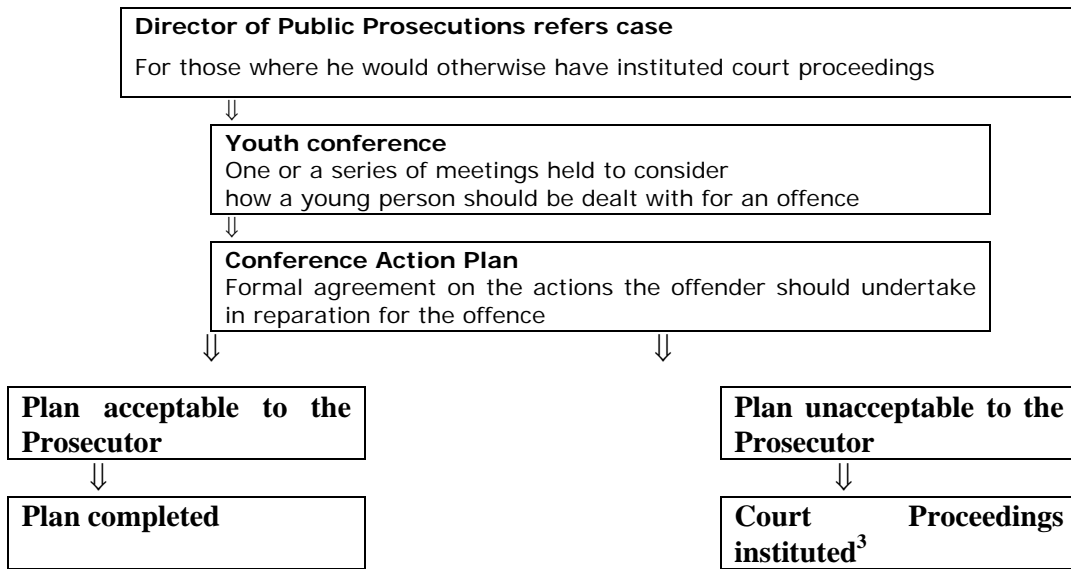 Director of Public Prosecutions refers case
For those where he would otherwise have instituted court proceedings
⇓
Youth conference
One or a series of meetings held to consider
how a young person should be dealt with for an offence
⇓
Conference Action Plan
Formal agreement on the actions the offender should undertake
in reparation for the offence
⇓ ⇓
Plan acceptable to the
Prosecutor
⇓
Plan completed
Plan unacceptable to the
Prosecutor
⇓
Court Proceedings
instituted³